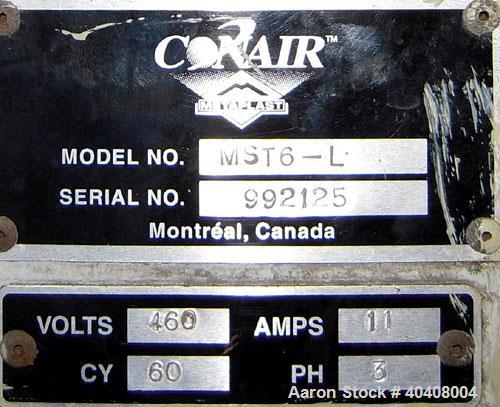 CONAIR™
METAPLAST
MODEL NO. MST6-L
SERIAL NO. 992125
Montréal, Canada
VOLTS 460 AMPS 11
CY 60 PH 3
Aaron Stock # 40408004